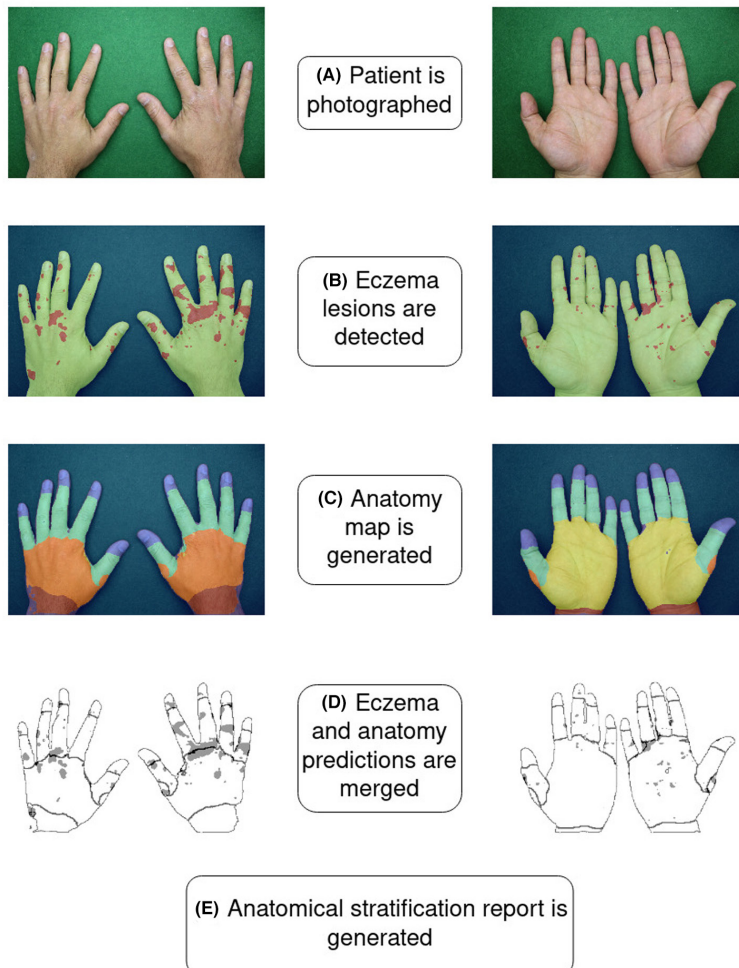 (A) Patient is
photographed
(B) Eczema
lesions are
detected
(C) Anatomy
map is
generated
(D) Eczema
and anatomy
predictions are
merged
(E) Anatomical stratification report is
generated